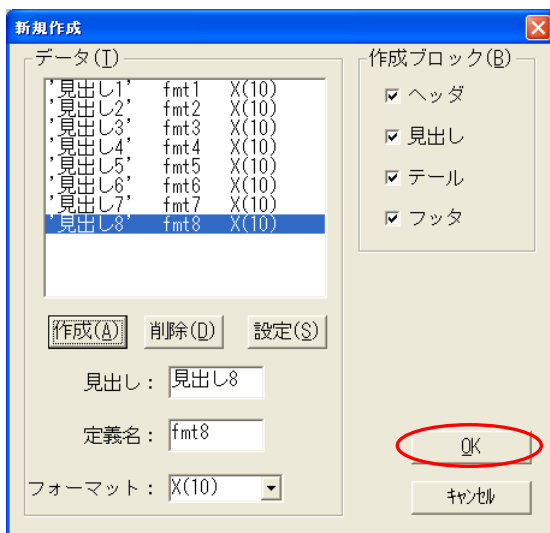 新規作成
データ(T)
'見出し1' fmt1 X(10)
'見出し2' fmt2 X(10)
'見出し3' fmt3 X(10)
'見出し4' fmt4 X(10)
'見出し5' fmt5 X(10)
'見出し6' fmt6 X(10)
'見出し7' fmt7 X(10)
'見出し8' fmt8 X(10)
作成(A) 削除(D) 設定(S)
見出し： 見出し8
定義名： fmt8
フォーマット： X(10)
作成ブロック(B)
ヘッダ
見出し
テール
フッタ
OK
ｷｬﾝｾﾙ